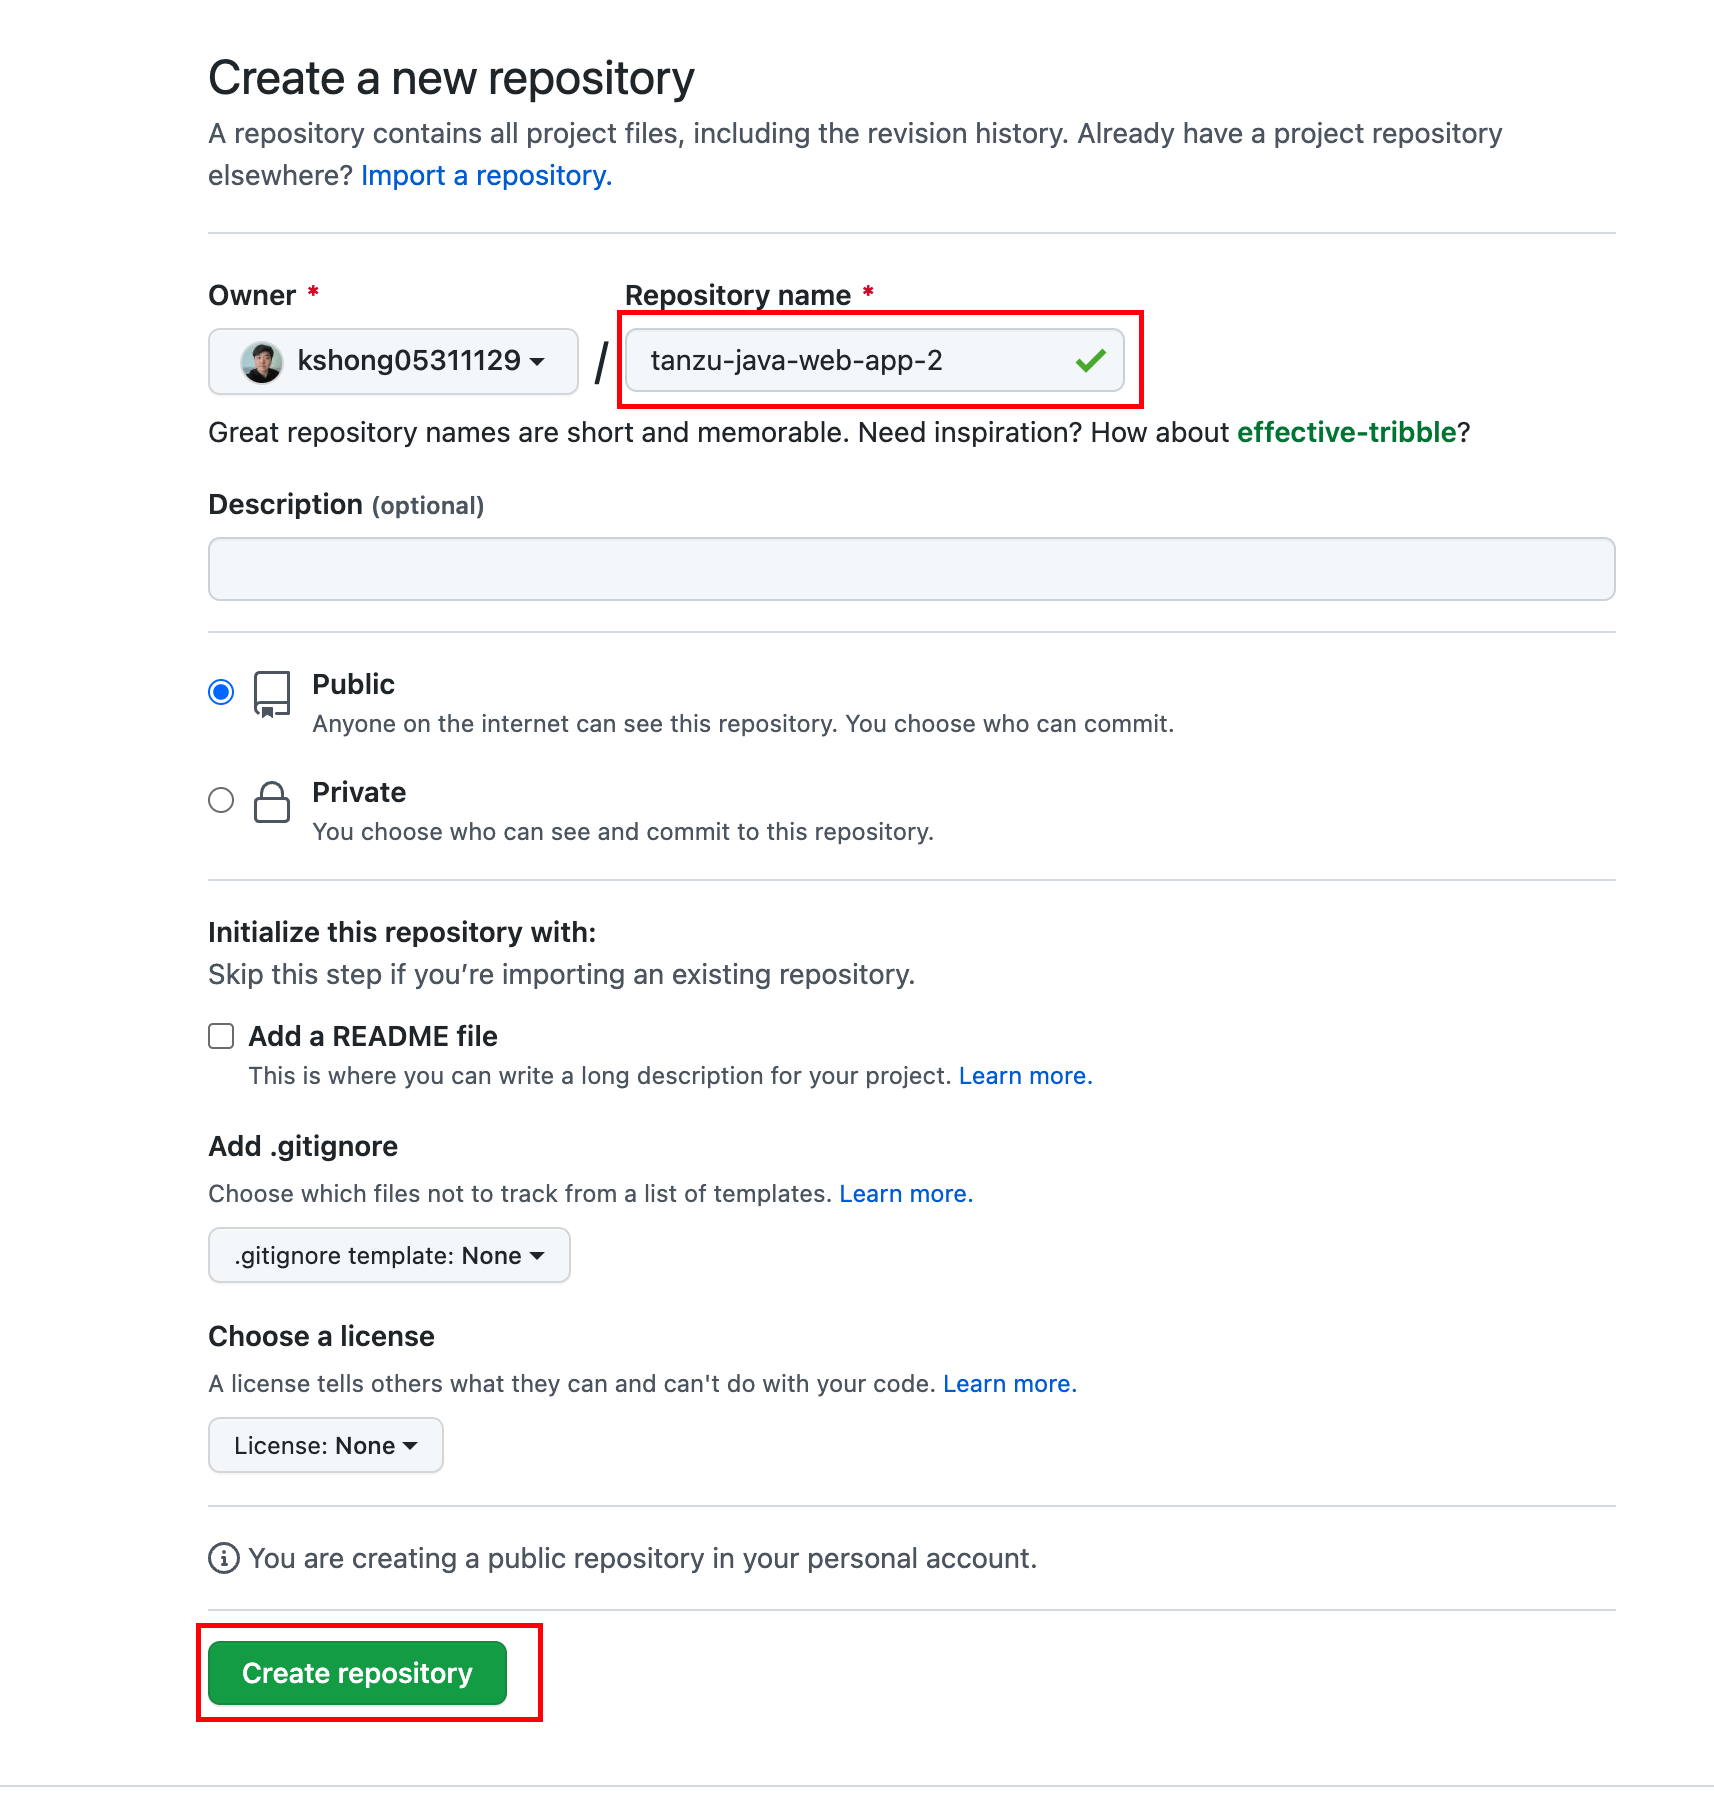 Create a new repository
A repository contains all project files, including the revision history. Already have a project repository
elsewhere? Import a repository.
Owner *
Repository name *
kshong05311129
/
tanzu-java-web-app-2
Great repository names are short and memorable. Need inspiration? How about effective-tribble?
Description (optional)
Public
Anyone on the internet can see this repository. You choose who can commit.
Private
You choose who can see and commit to this repository.
Initialize this repository with:
Skip this step if you’re importing an existing repository.
Add a README file
This is where you can write a long description for your project. Learn more.
Add .gitignore
Choose which files not to track from a list of templates. Learn more.
.gitignore template: None
Choose a license
A license tells others what they can and can't do with your code. Learn more.
License: None
You are creating a public repository in your personal account.
Create repository